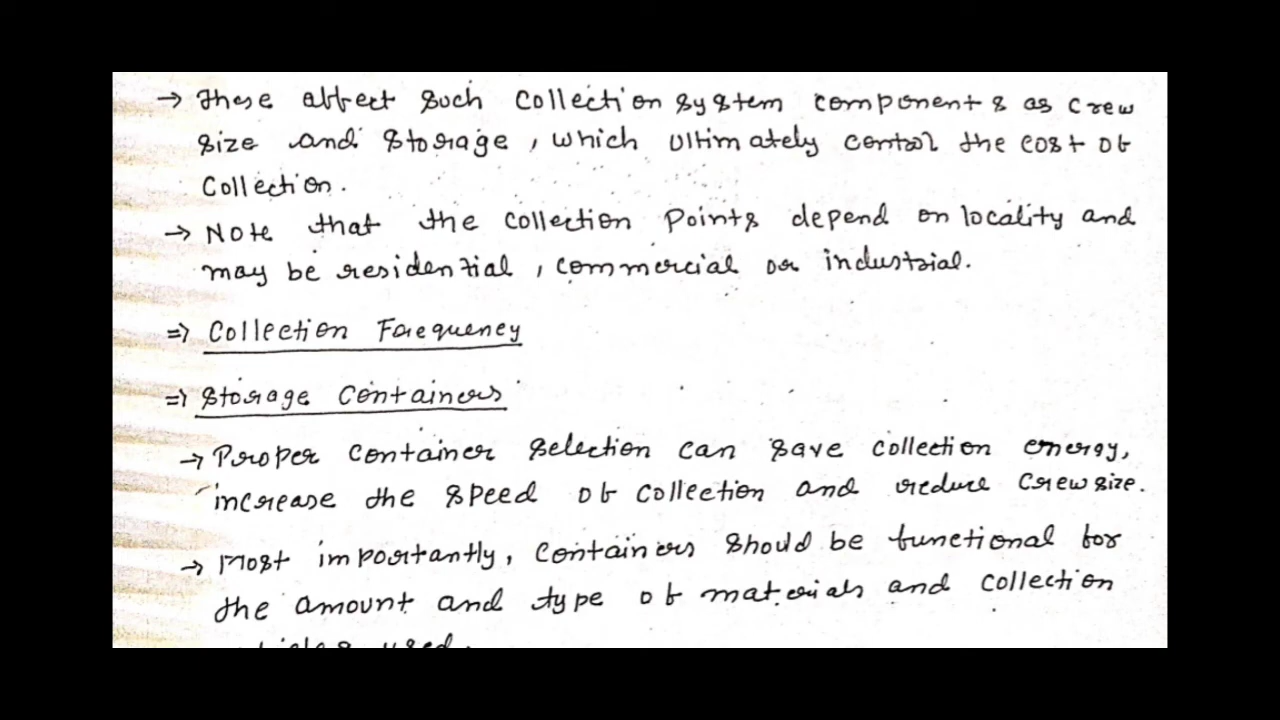 → These affect such collection system components as crew
size and storage, which ultimately control the cost of
collection.
→ Note that the collection points depend on locality and
may be residential, commercial or industrial.
⇒ Collection Frequency
⇒ Storage Containers
→ Proper container selection can save collection energy,
increase the speed of collection and reduce crew size.
→ Most importantly, containers should be functional for
the amount and type of materials and collection
used.